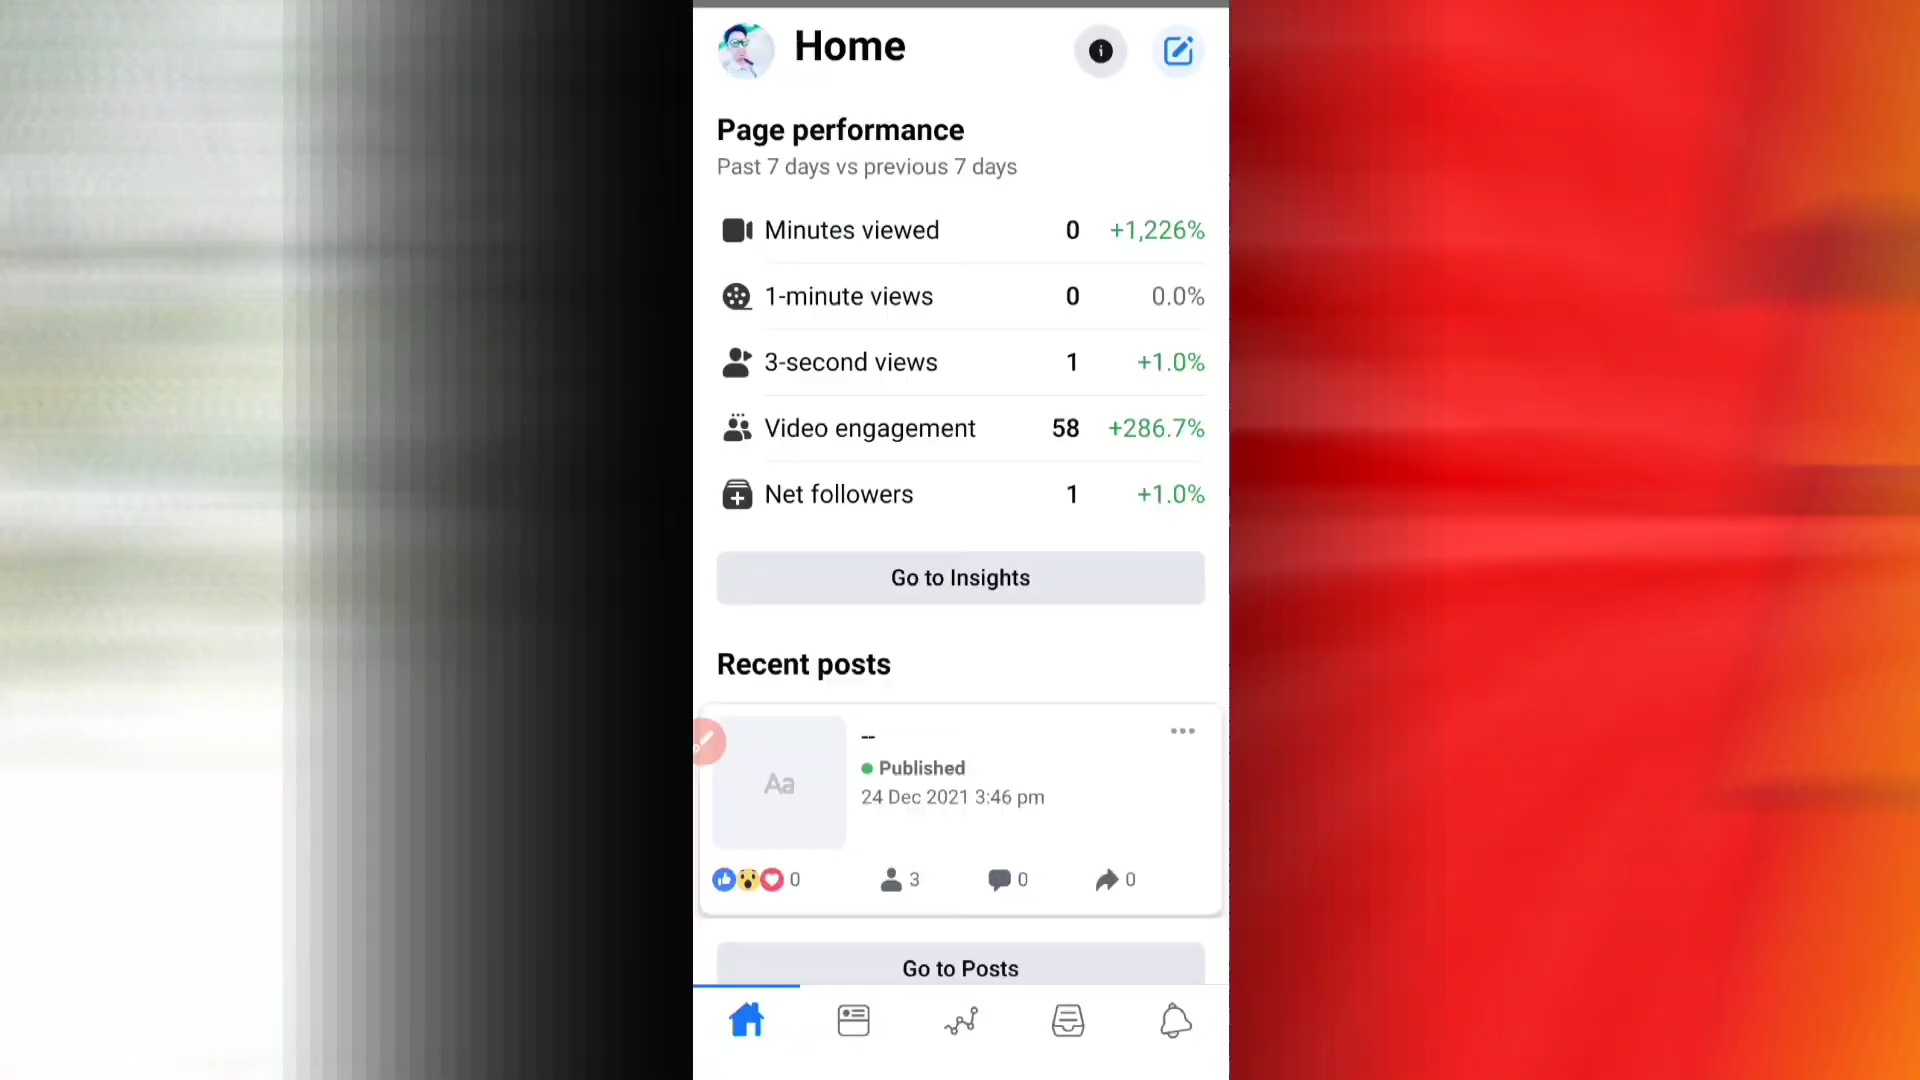 Home
Page performance
Past 7 days vs previous 7 days
Minutes viewed 0 +1,226%
1-minute views 0 0.0%
3-second views 1 +1.0%
Video engagement 58 +286.7%
Net followers 1 +1.0%
Go to Insights
Recent posts
--
Aa
Published
24 Dec 2021 3:46 pm
0 3 0 0
Go to Posts